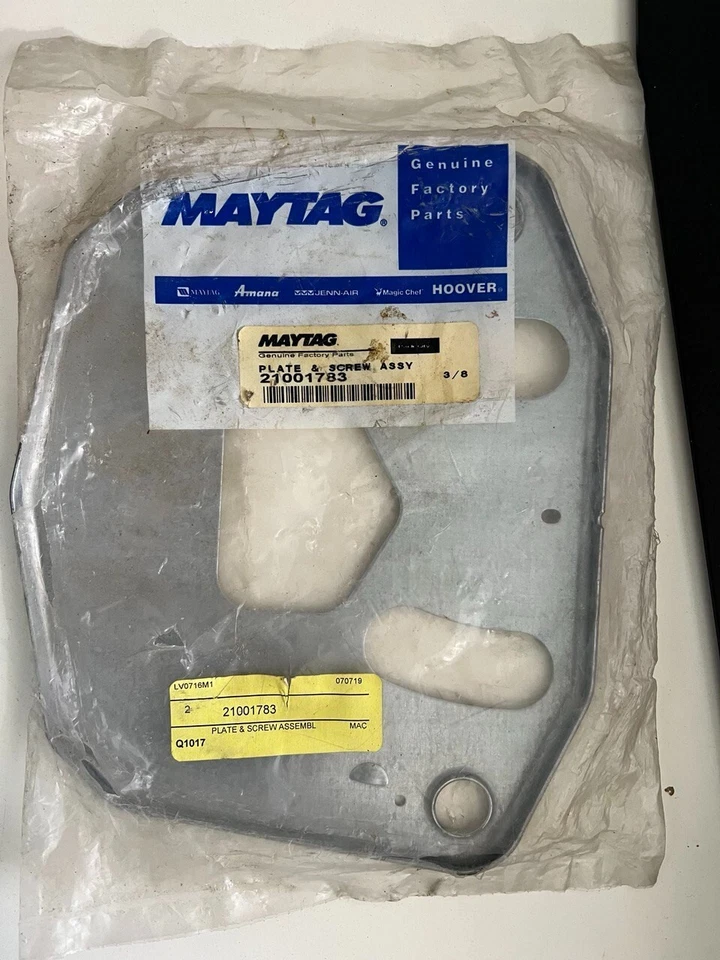 Genuine
Factory
Parts
MAYTAG®
MAYTAG Amana JENN-AIR Magic Chef HOOVER
MAYTAG
Genuine Factory Parts
PLATE & SCREW ASSY
21001783 3/8
LV0716M1 070719
2 21001783
PLATE & SCREW ASSEMBL MAC
Q1017